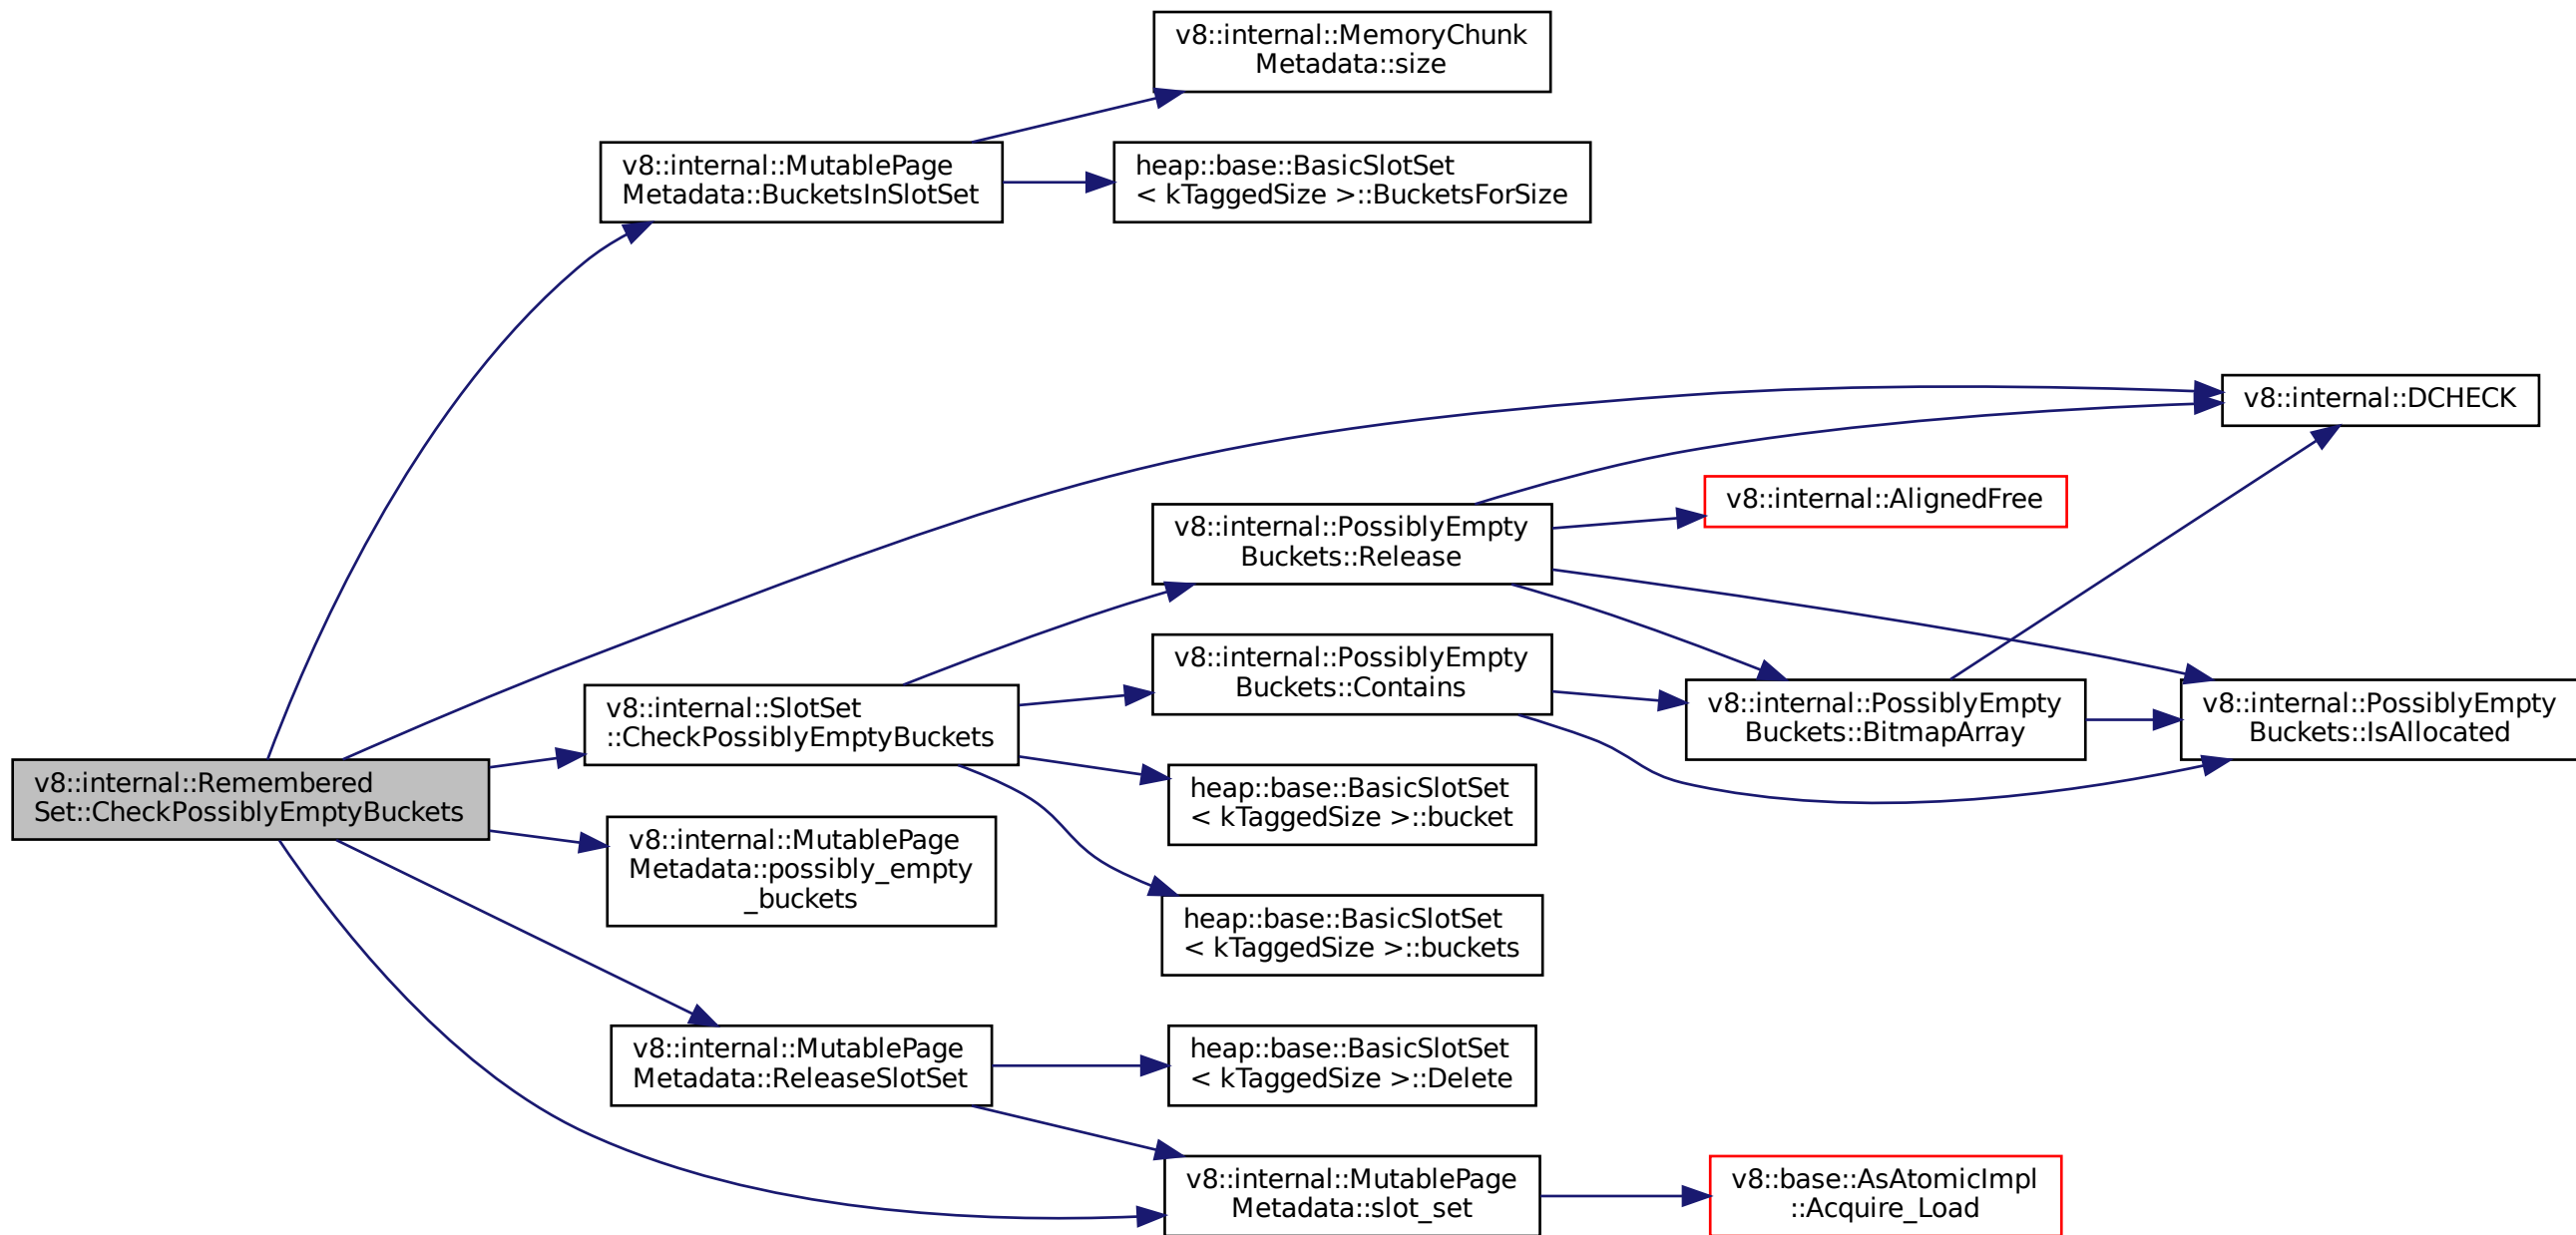 v8::internal::MemoryChunk
Metadata::size
v8::internal::MutablePage
Metadata::BucketsInSlotSet
heap::base::BasicSlotSet
< kTaggedSize >::BucketsForSize
v8::internal::DCHECK
v8::internal::AlignedFree
v8::internal::PossiblyEmpty
Buckets::Release
v8::internal::PossiblyEmpty
Buckets::Contains
v8::internal::SlotSet
::CheckPossiblyEmptyBuckets
v8::internal::PossiblyEmpty
Buckets::BitmapArray
v8::internal::PossiblyEmpty
Buckets::IsAllocated
v8::internal::Remembered
Set::CheckPossiblyEmptyBuckets
heap::base::BasicSlotSet
< kTaggedSize >::bucket
v8::internal::MutablePage
Metadata::possibly_empty
_buckets
heap::base::BasicSlotSet
< kTaggedSize >::buckets
v8::internal::MutablePage
Metadata::ReleaseSlotSet
heap::base::BasicSlotSet
< kTaggedSize >::Delete
v8::internal::MutablePage
Metadata::slot_set
v8::base::AsAtomicImpl
::Acquire_Load